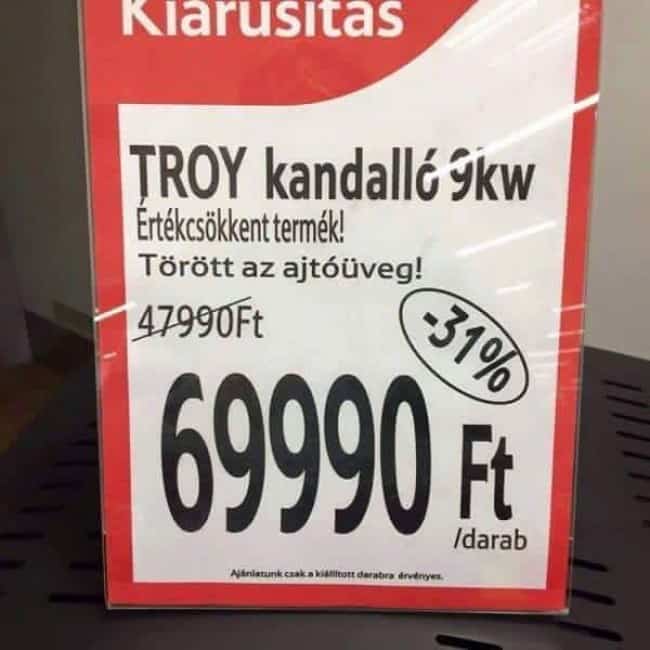 Kiárusítás
TROY kandalló 9kw
Értékcsökkent termék!
Törött az ajtóüveg!
47990Ft
-31%
69990 Ft
/darab
Ajánlatunk csak a kiállított darabra érvényes.